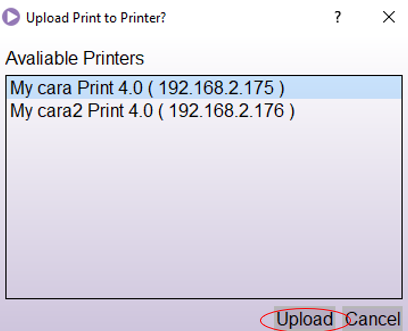 Upload Print to Printer?
Avaliable Printers
My cara Print 4.0 ( 192.168.2.175 )
My cara2 Print 4.0 ( 192.168.2.176 )
Upload Cancel